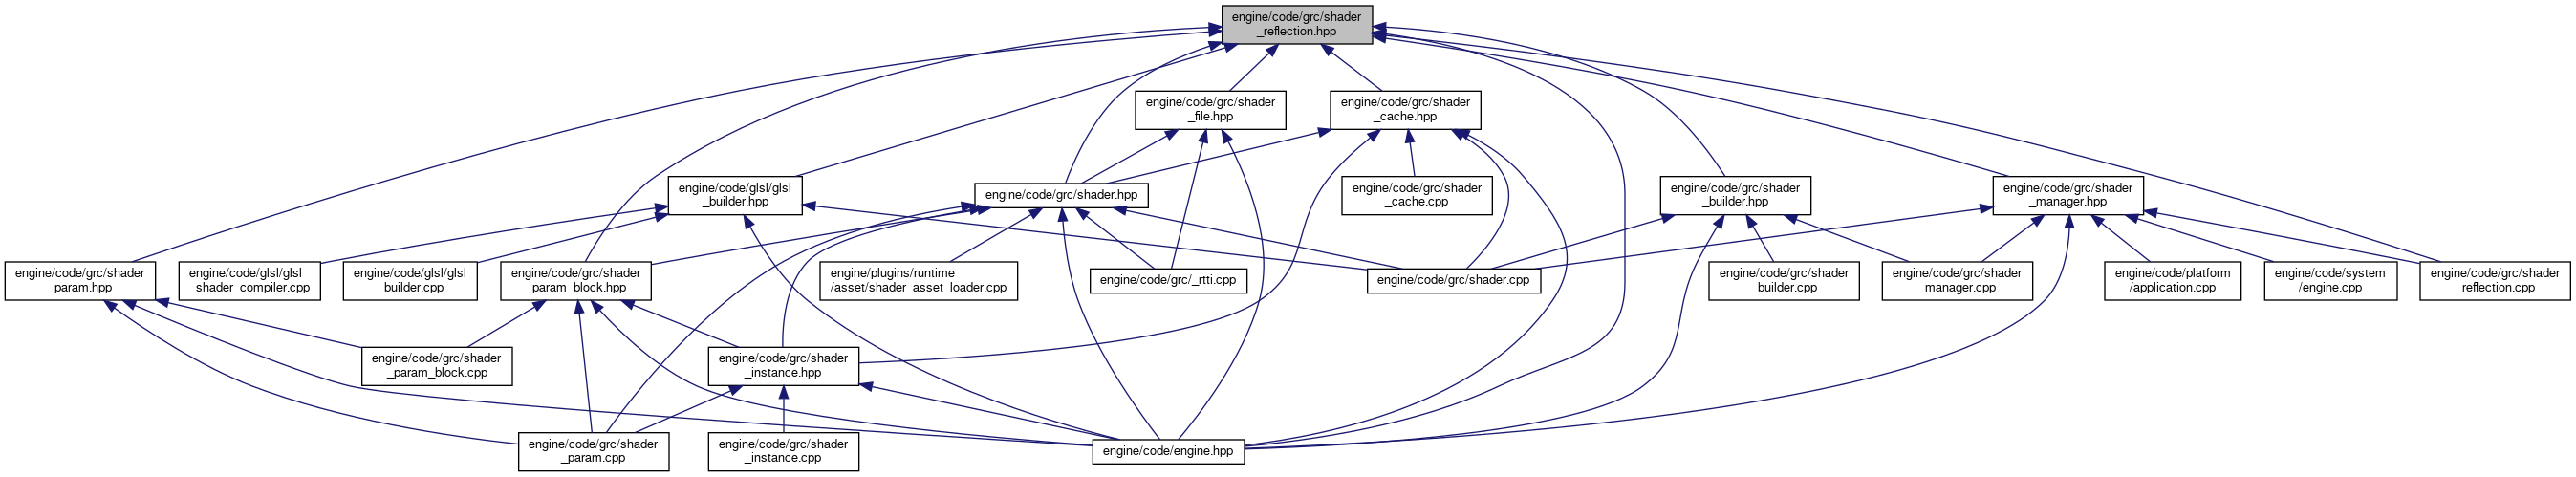 engine/code/grc/shader
_reflection.hpp
engine/code/grc/shader
_file.hpp
engine/code/grc/shader
_cache.hpp
engine/code/glsl/glsl
_builder.hpp
engine/code/grc/shader.hpp
engine/code/grc/shader
_cache.cpp
engine/code/grc/shader
_builder.hpp
engine/code/grc/shader
_manager.hpp
engine/code/grc/shader
_param.hpp
engine/code/glsl/glsl
_shader_compiler.cpp
engine/code/glsl/glsl
_builder.cpp
engine/code/grc/shader
_param_block.hpp
engine/plugins/runtime
/asset/shader_asset_loader.cpp
engine/code/grc/_rtti.cpp
engine/code/grc/shader.cpp
engine/code/grc/shader
_builder.cpp
engine/code/grc/shader
_manager.cpp
engine/code/platform
/application.cpp
engine/code/system
/engine.cpp
engine/code/grc/shader
_reflection.cpp
engine/code/grc/shader
_param_block.cpp
engine/code/grc/shader
_instance.hpp
engine/code/grc/shader
_param.cpp
engine/code/grc/shader
_instance.cpp
engine/code/engine.hpp